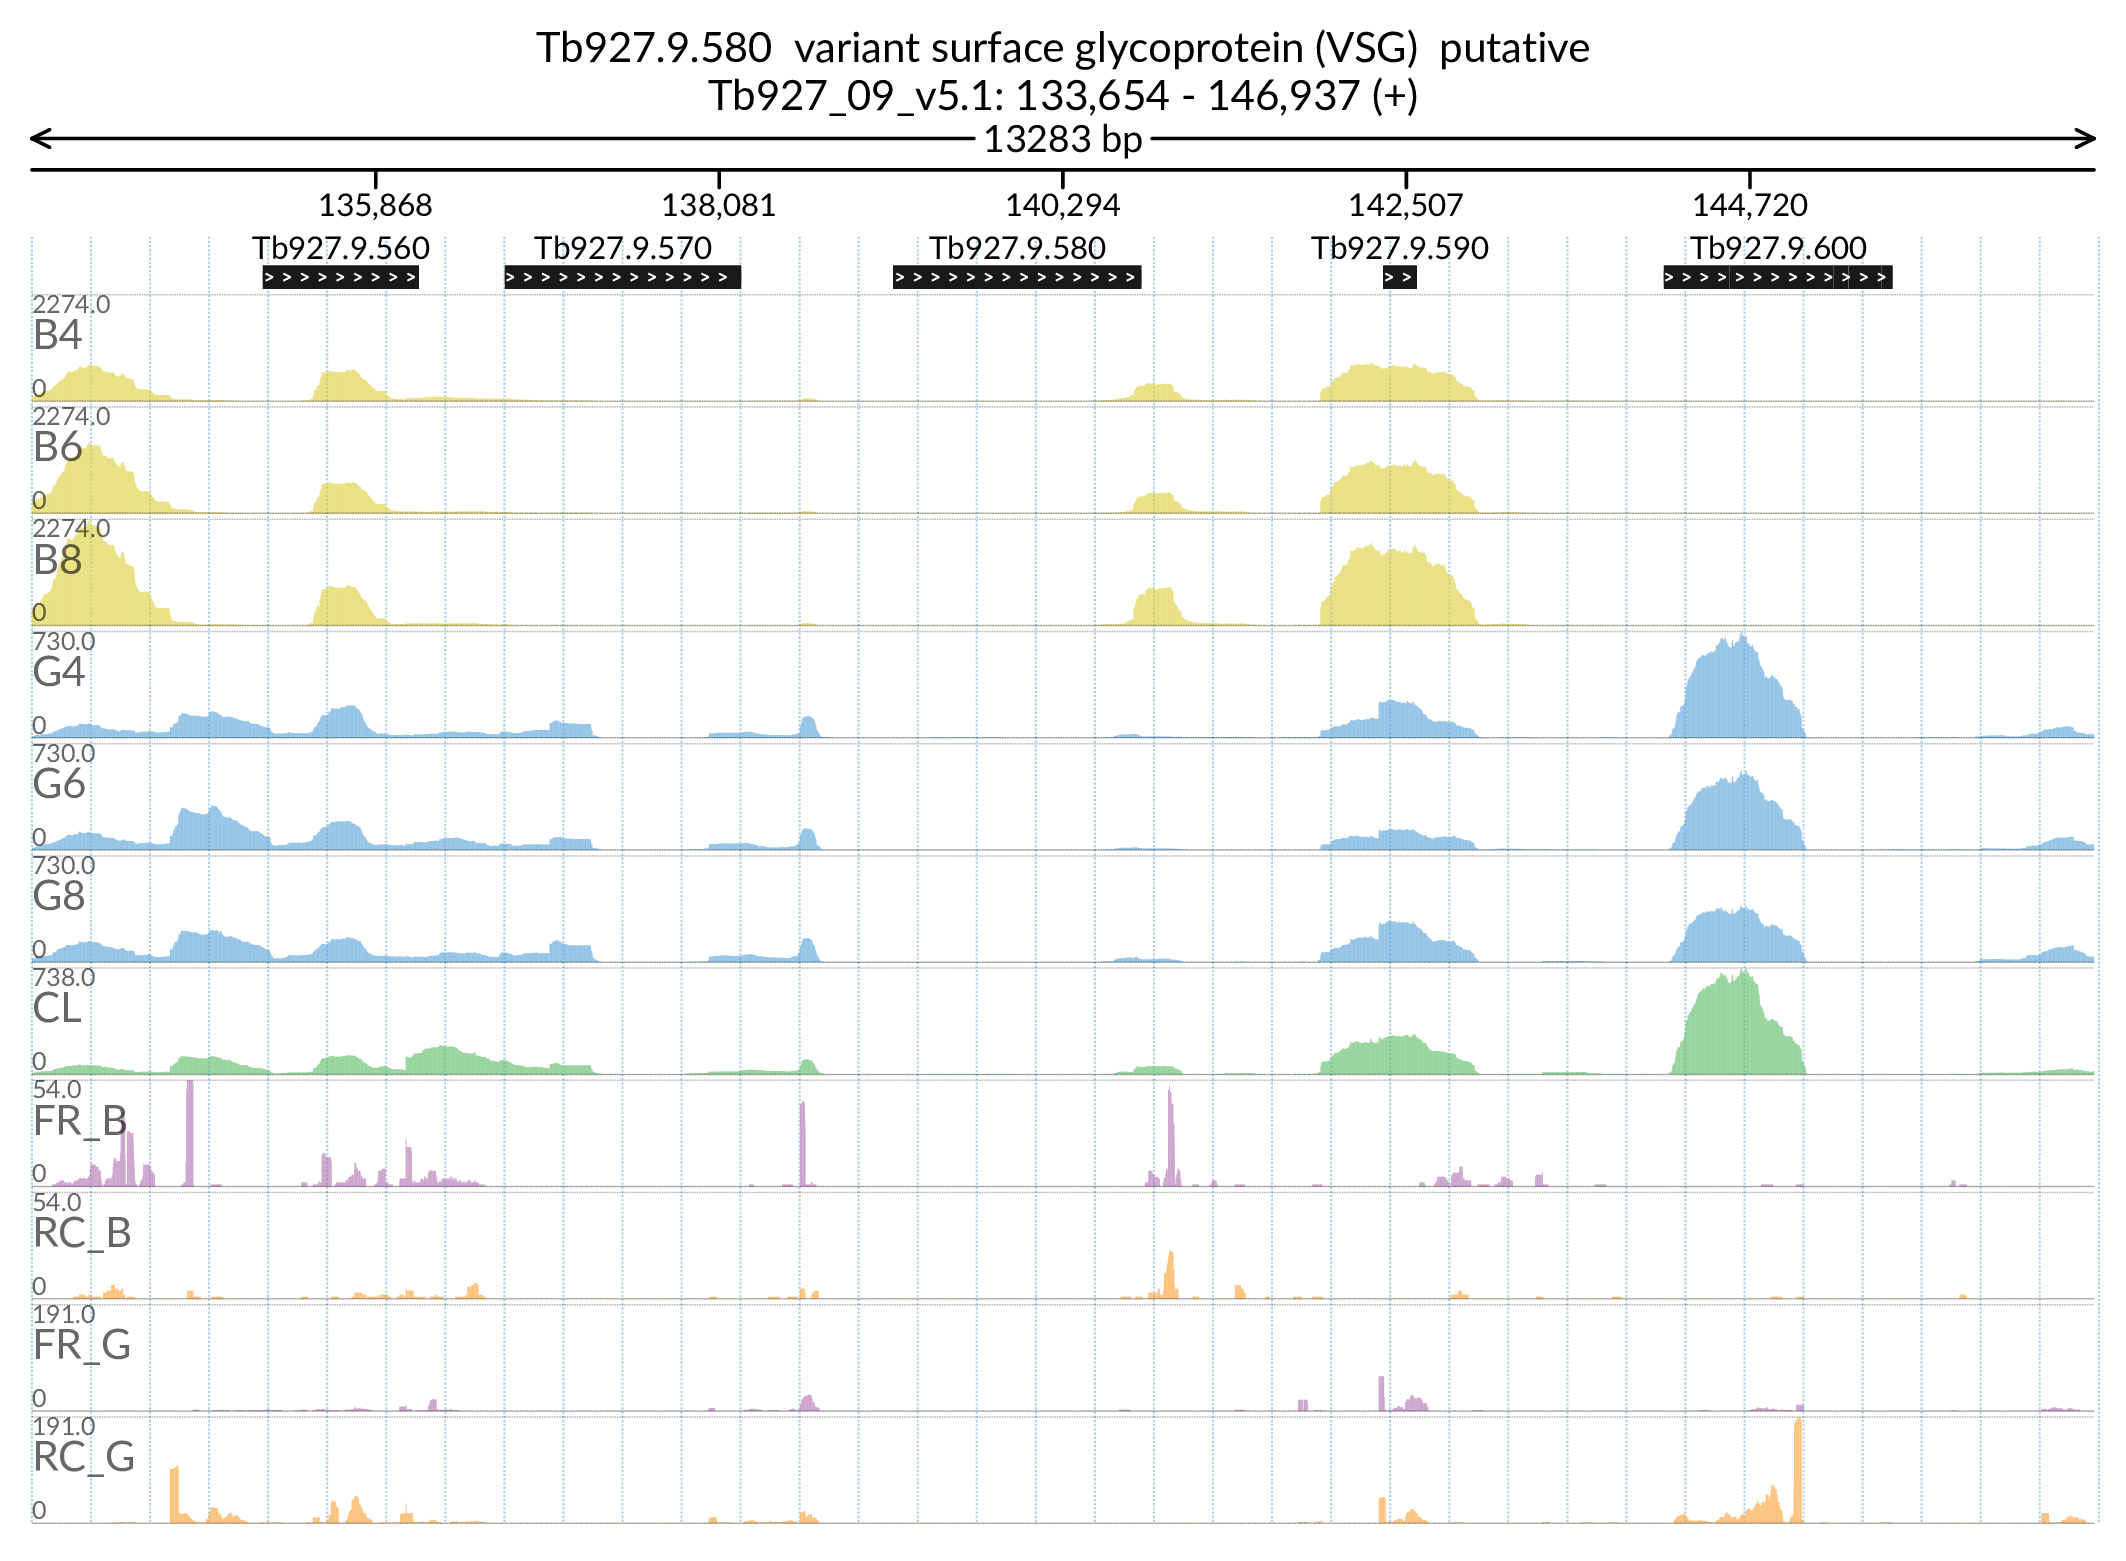 Tb927.9.580  variant surface glycoprotein (VSG)  putative
Tb927_09_v5.1: 133,654 - 146,937 (+)
13283 bp
135,868 138,081 140,294 142,507 144,720
Tb927.9.560 Tb927.9.570 Tb927.9.580 Tb927.9.590 Tb927.9.600
2274.0
B4
0
2274.0
B6
0
2274.0
B8
0
730.0
G4
0
730.0
G6
0
730.0
G8
0
738.0
CL
0
54.0
FR_B
0
54.0
RC_B
0
191.0
FR_G
0
191.0
RC_G
0